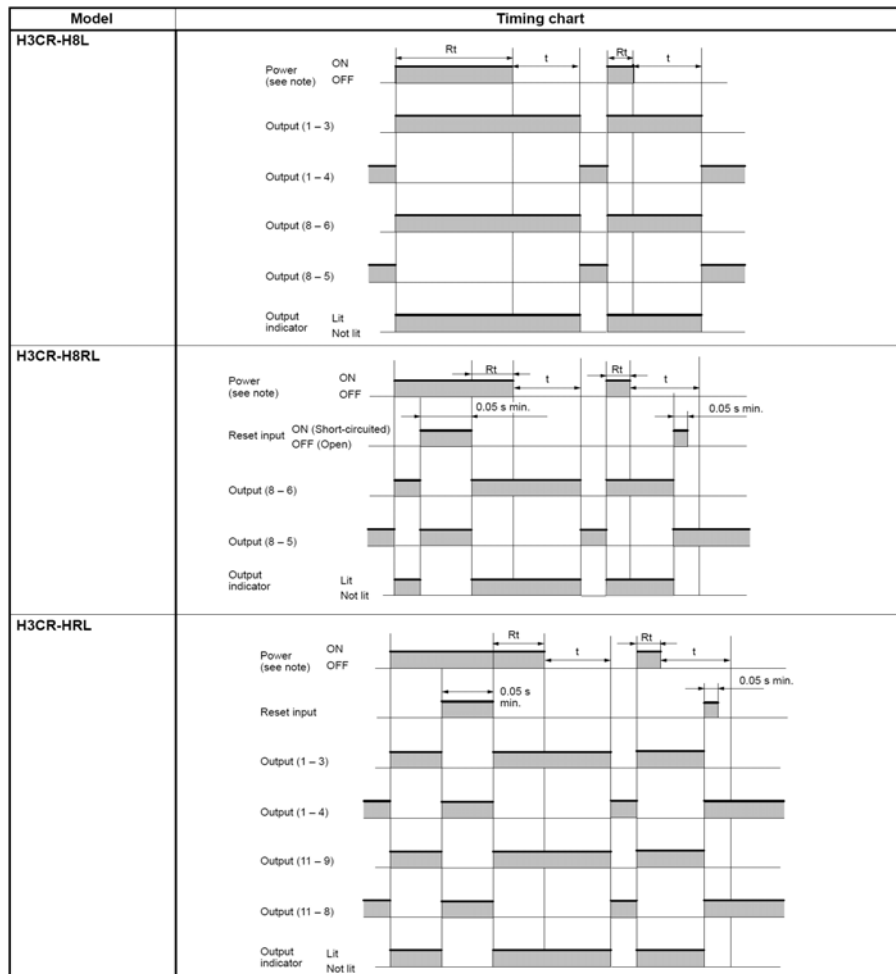 Model Timing chart
H3CR-H8L
Rt t Rt t
Power ON
(see note) OFF
Output (1 – 3)
Output (1 – 4)
Output (8 – 6)
Output (8 – 5)
Output Lit
indicator Not lit
H3CR-H8RL
Rt t Rt t
Power ON
(see note) OFF
0.05 s min. 0.05 s min.
Reset input ON (Short-circuited)
OFF (Open)
Output (8 – 6)
Output (8 – 5)
Output Lit
indicator Not lit
H3CR-HRL
Rt t Rt t
Power ON
(see note) OFF
0.05 s 0.05 s min.
min.
Reset input
Output (1 – 3)
Output (1 – 4)
Output (11 – 9)
Output (11 – 8)
Output Lit
indicator Not lit